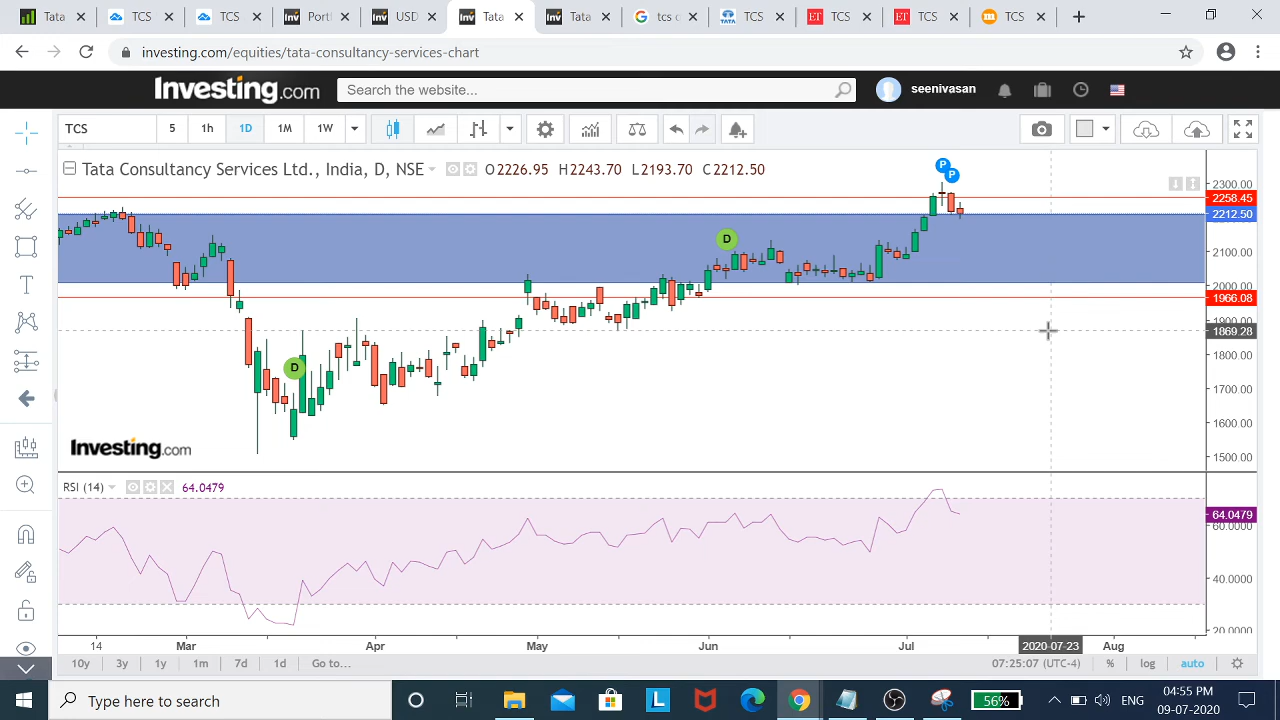 Tata TCS TCS Port USD Tata Tata tcs c TCS TCS TCS TCS
investing.com/equities/tata-consultancy-services-chart
Investing.com Search the website... seenivasan
TCS 5 1h 1D 1M 1W
Tata Consultancy Services Ltd., India, D, NSE O2226.95 H2243.70 L2193.70 C2212.50
P
P
2300.00
2258.45
2212.50
D
2100.00
2000.00
1966.08
1900.00
1869.28
1800.00
D
1700.00
1600.00
Investing.com
1500.00
RSI (14) 64.0479
64.0479
60.0000
40.0000
20.0000
14 Mar Apr May Jun Jul 2020-07-23 Aug
10y 3y 1y 1m 7d 1d Go to... 07:25:07 (UTC-4) % log auto
Type here to search 56% ENG 04:55 PM
09-07-2020